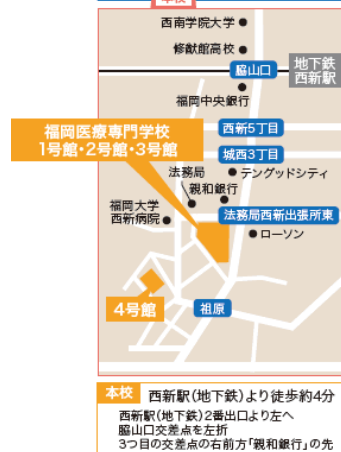 本校
西南学院大学
修猷館高校
脇山口
地下鉄
西新駅
福岡中央銀行
福岡医療専門学校
1号館・2号館・3号館
西新5丁目
城西3丁目
法務局
テングッドシティ
親和銀行
福岡大学
西新病院
法務局西新出張所東
ローソン
4号館
祖原
本校 西新駅(地下鉄)より徒歩約4分
西新駅(地下鉄)2番出口より左へ
脇山口交差点を左折
3つ目の交差点の右前方「親和銀行」の先